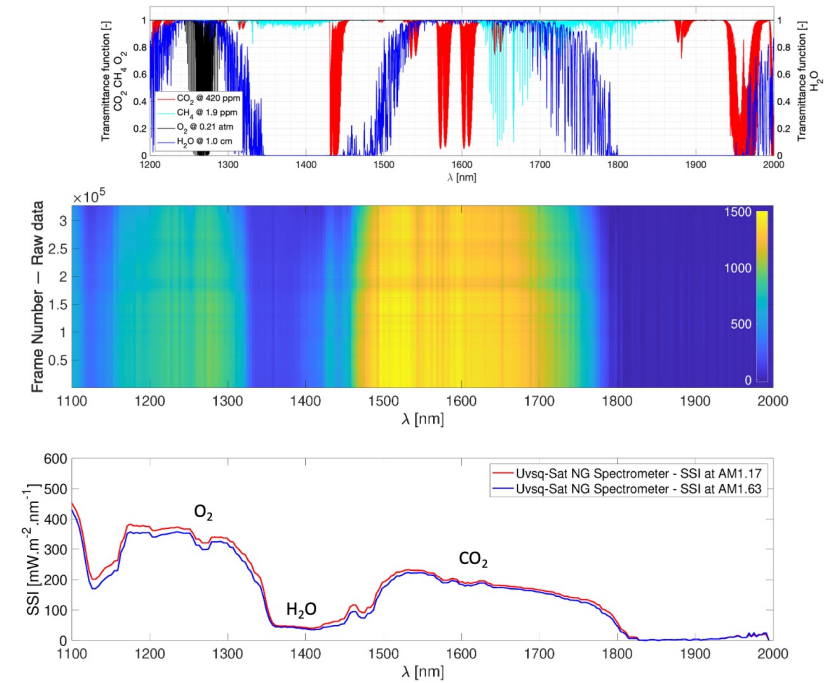 Transmittance function [-]
CO2 CH4 O2
1
0.8
0.6
0.4
0.2
0
CO2 @ 420 ppm
CH4 @ 1.9 ppm
O2 @ 0.21 atm
H2O @ 1.0 cm
1
0.8
0.6
0.4
0.2
0
Transmittance function [-]
H2O
1200 1300 1400 1500 1600 1700 1800 1900 2000
λ [nm]
×10^5
Frame Number — Raw data
3
2.5
2
1.5
1
0.5
1500
1000
500
0
1100 1200 1300 1400 1500 1600 1700 1800 1900 2000
λ [nm]
SSI [mW.m-2.nm-1]
600
500
400
300
200
100
0
Uvsq-Sat NG Spectrometer - SSI at AM1.17
Uvsq-Sat NG Spectrometer - SSI at AM1.63
O2
CO2
H2O
1100 1200 1300 1400 1500 1600 1700 1800 1900 2000
λ [nm]